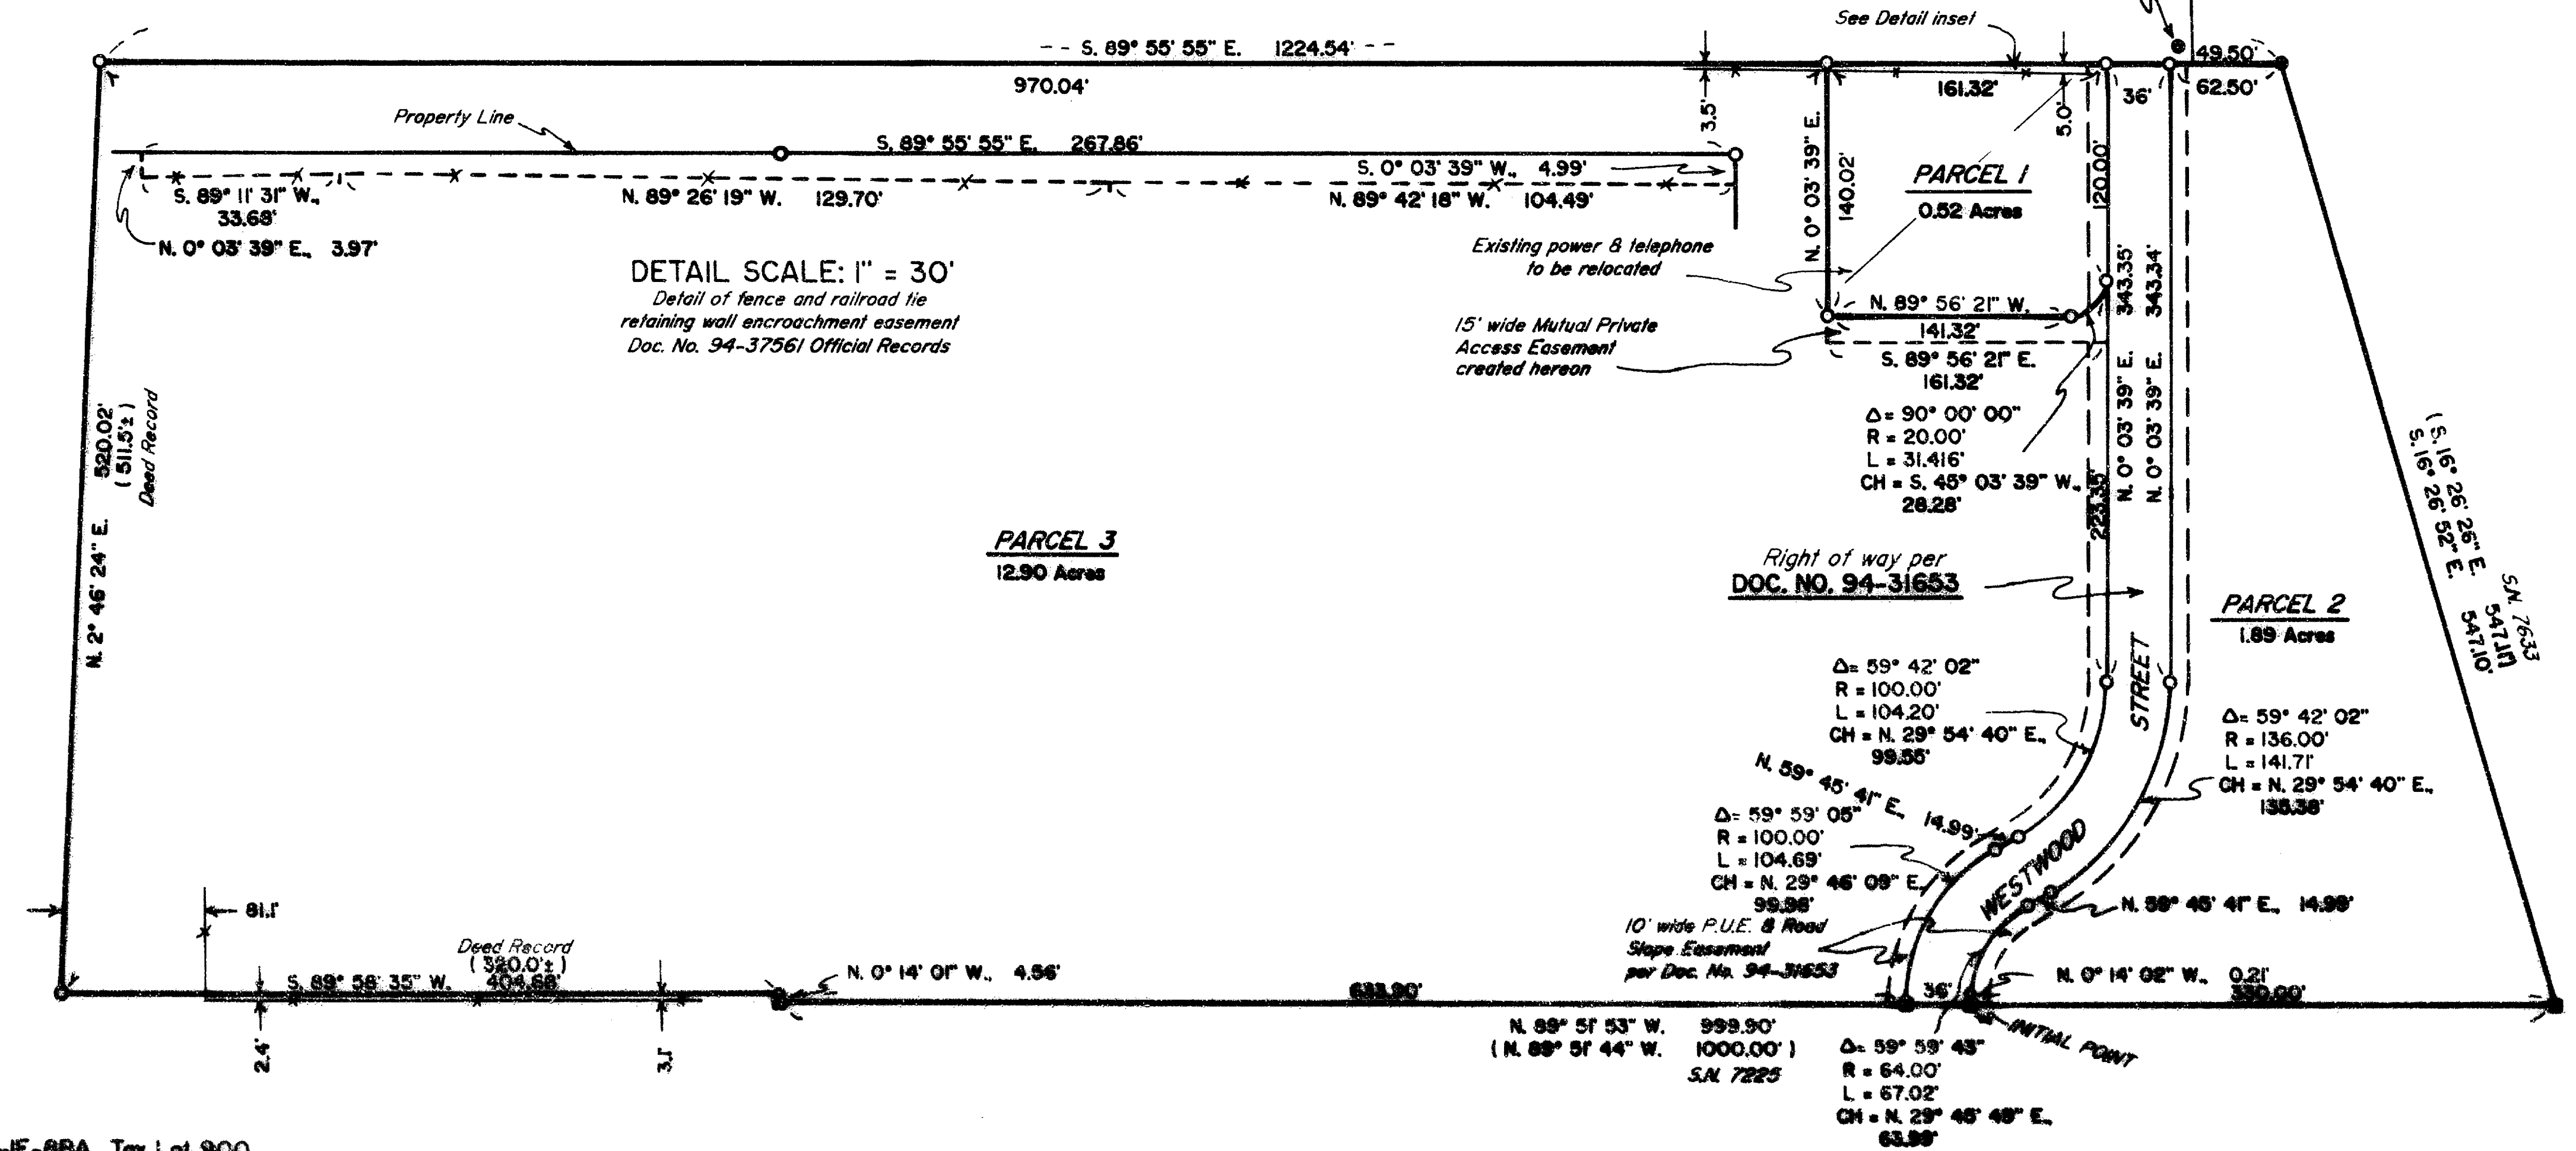 See Detail inset
-- S. 89° 55' 55" E. 1224.54' --
49.50'
970.04'
161.32'
36'
62.50'
Property Line
3.5'
5.0'
S. 89° 55' 55" E. 267.86'
S. 0° 03' 39" W., 4.99'
S. 89° 11' 31" W.,
33.68'
N. 89° 26' 19" W. 129.70'
N. 89° 42' 18" W. 104.49'
N. 0° 03' 39" E., 3.97'
DETAIL SCALE: 1" = 30'
Detail of fence and railroad tie
retaining wall encroachment easement
Doc. No. 94-37561 Official Records
N. 0° 03' 39" E.
140.02'
PARCEL 1
0.52 Acres
120.00'
Existing power & telephone
to be relocated
N. 89° 56' 21" W.
141.32'
S. 89° 56' 21" E.
161.32'
15' wide Mutual Private
Access Easement
created hereon
Δ= 90° 00' 00"
R = 20.00'
L = 31.416'
CH = S. 45° 03' 39" W.,
28.28'
223.35'
N. 0° 03' 39" E. 343.35'
N. 0° 03' 39" E. 343.34'
N. 2° 46' 24" E. 520.02'
(511.5'±)
Deed Record
PARCEL 3
12.90 Acres
Right of way per
DOC. NO. 94-31653
(S. 16° 26' 26" E.
S. 16° 26' 52" E. 547.10'
S.N. 7633
PARCEL 2
1.89 Acres
Δ= 59° 42' 02"
R = 100.00'
L = 104.20'
CH = N. 29° 54' 40" E.,
99.55'
WESTWOOD STREET
Δ= 59° 42' 02"
R = 136.00'
L = 141.71'
CH = N. 29° 54' 40" E.,
135.38'
N. 59° 45' 41" E., 14.99'
Δ= 59° 59' 05"
R = 100.00'
L = 104.69'
CH = N. 29° 46' 09" E.,
99.98'
N. 59° 45' 41" E., 14.99'
10' wide P.U.E. & Road
Slope Easement
per Doc. No. 94-31653
81.1'
Deed Record
(320.0'±)
S. 89° 58' 35" W. 404.68'
N. 0° 14' 01" W., 4.56'
N. 0° 14' 02" W., 0.21'
633.90'
36'
330.00'
2.4'
3.1'
N. 89° 51' 53" W. 999.90'
(N. 89° 51' 44" W. 1000.00')
S.N. 7225
INITIAL POINT
Δ= 59° 59' 43"
R = 64.00'
L = 67.02'
CH = N. 29° 45' 49" E.,
63.99'
Tax Lot 900